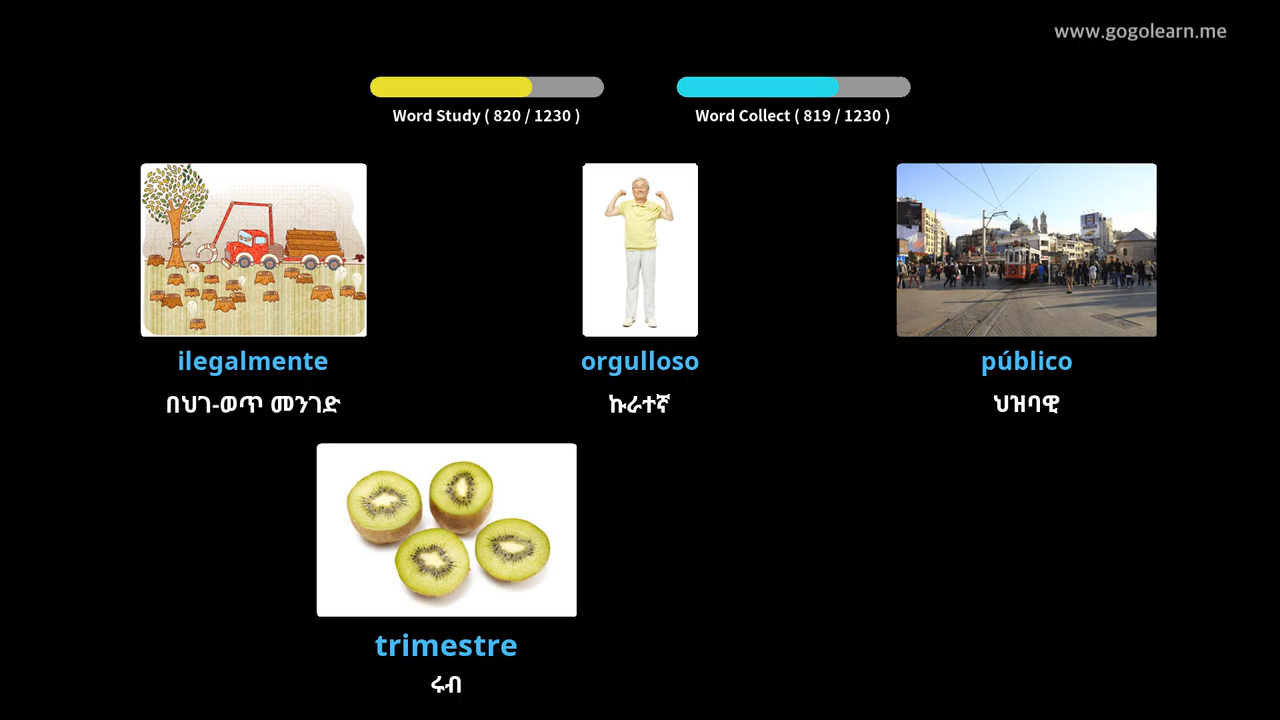 www.gogolearn.me
Word Study ( 820 / 1230 )
Word Collect ( 819 / 1230 )
ilegalmente
orgulloso
público
በህገ-ወጥ መንገድ
ኩራተኛ
ህዝባዊ
trimestre
ሩብ